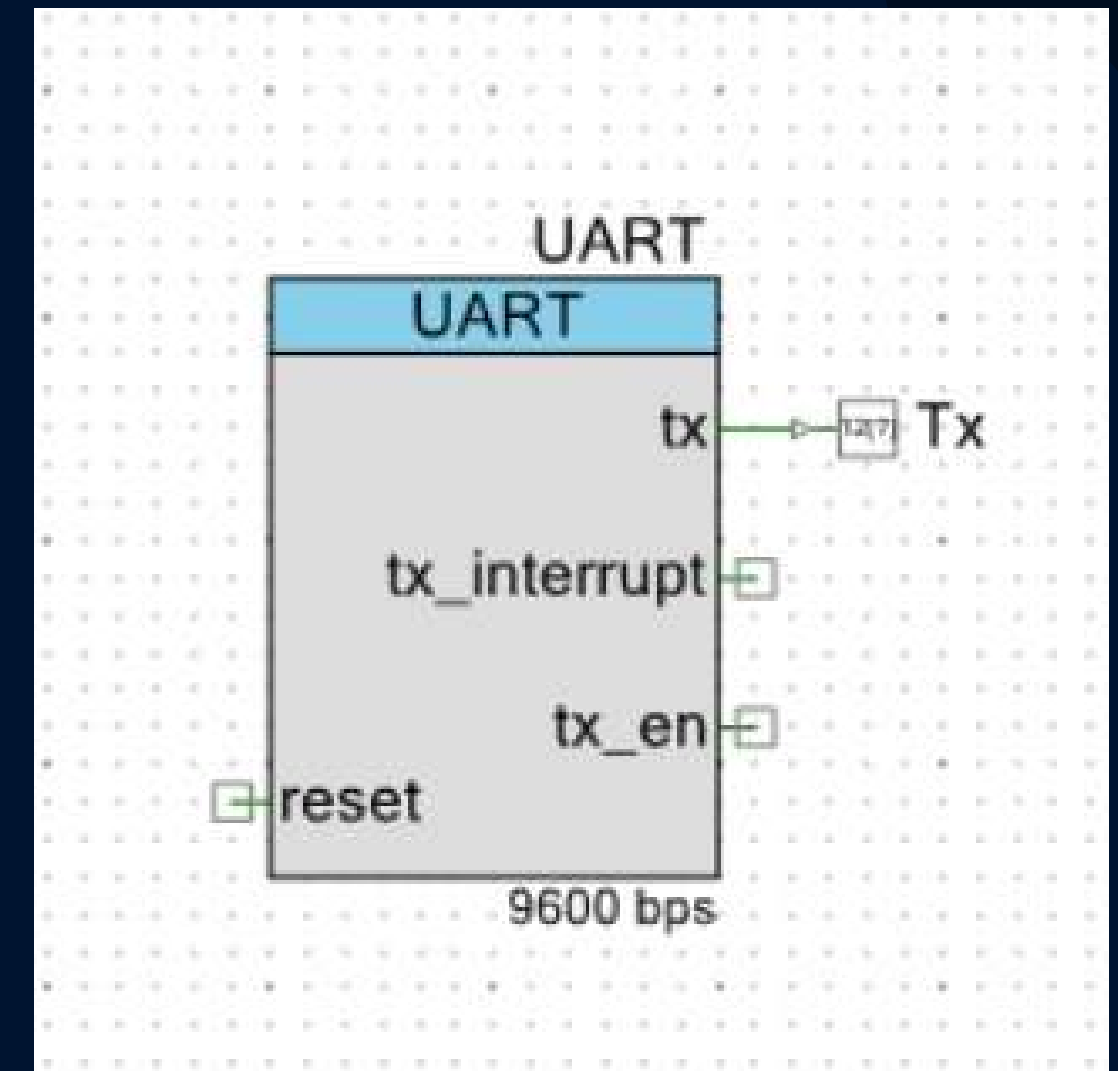 UART
UART
tx
Tx
tx_interrupt
tx_en
reset
9600 bps